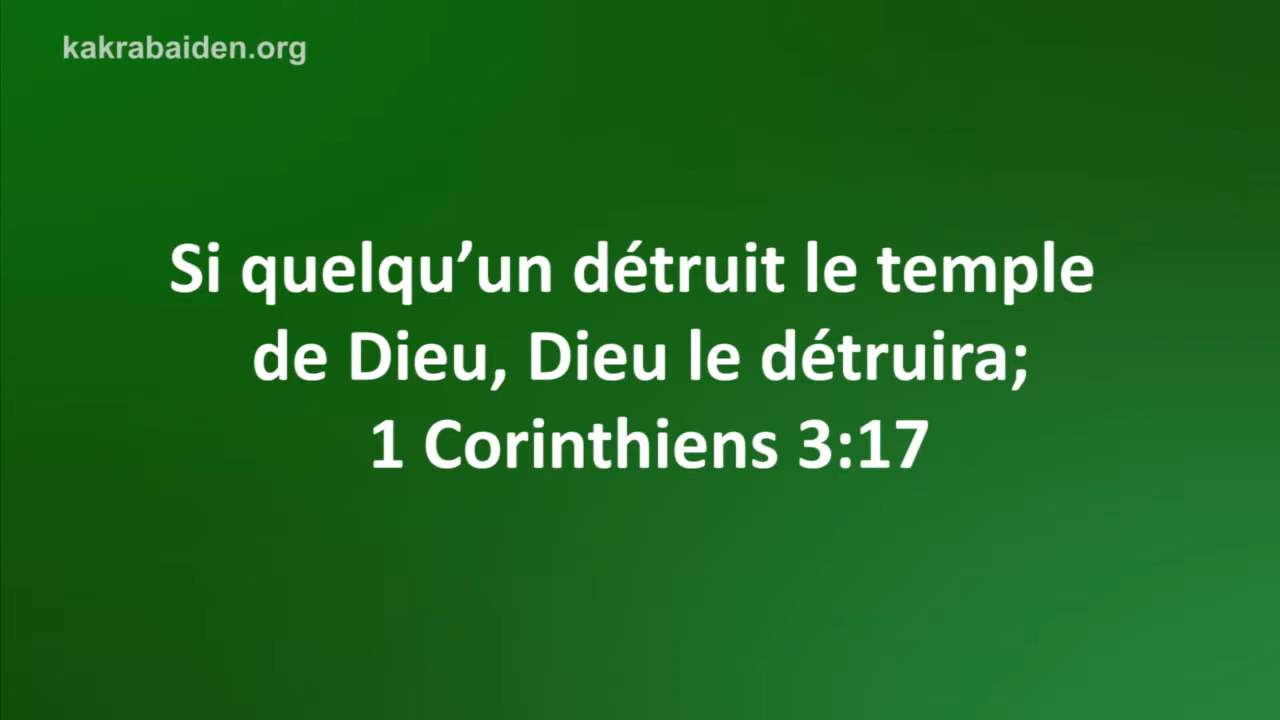 kakrabaiden.org
Si quelqu’un détruit le temple
de Dieu, Dieu le détruira;
1 Corinthiens 3:17